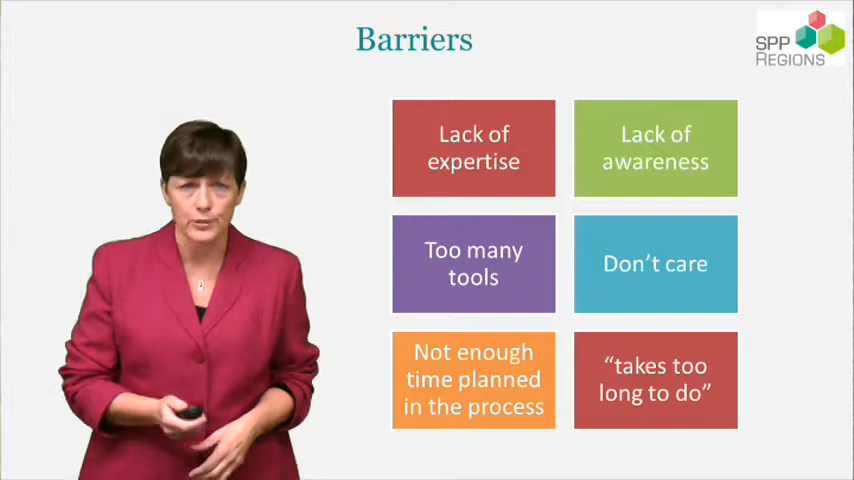 Barriers
SPP
REGIONS
Lack of
expertise
Lack of
awareness
Too many
tools
Don't care
Not enough
time planned
in the process
“takes too
long to do”